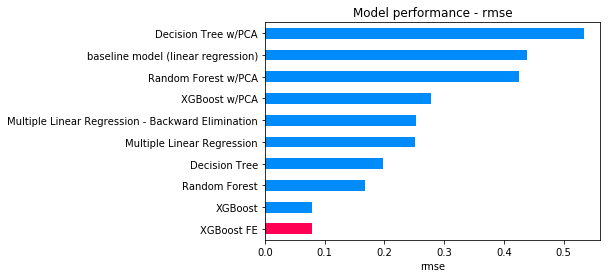 Model performance - rmse
Decision Tree w/PCA
baseline model (linear regression)
Random Forest w/PCA
XGBoost w/PCA
Multiple Linear Regression - Backward Elimination
Multiple Linear Regression
Decision Tree
Random Forest
XGBoost
XGBoost FE
0.0 0.1 0.2 0.3 0.4 0.5
rmse